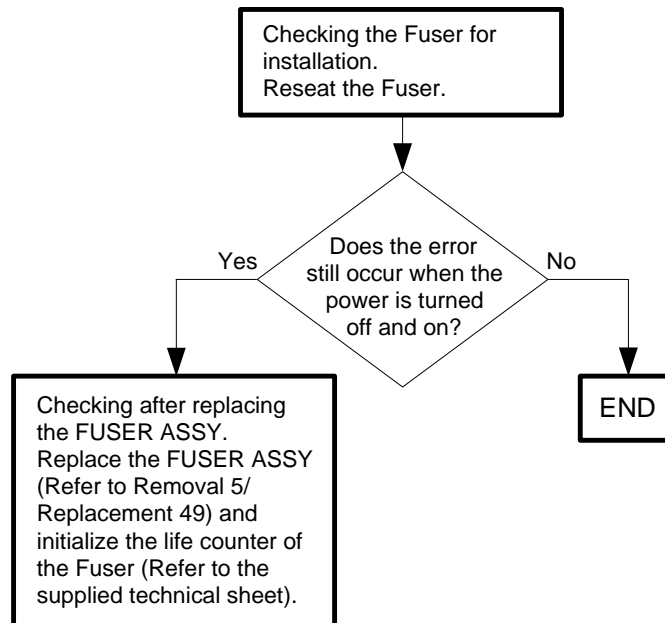 Checking the Fuser for
installation.
Reseat the Fuser.
Does the error
still occur when the
power is turned
off and on?
Yes
No
Checking after replacing
the FUSER ASSY.
Replace the FUSER ASSY
(Refer to Removal 5/
Replacement 49) and
initialize the life counter of
the Fuser (Refer to the
supplied technical sheet).
END